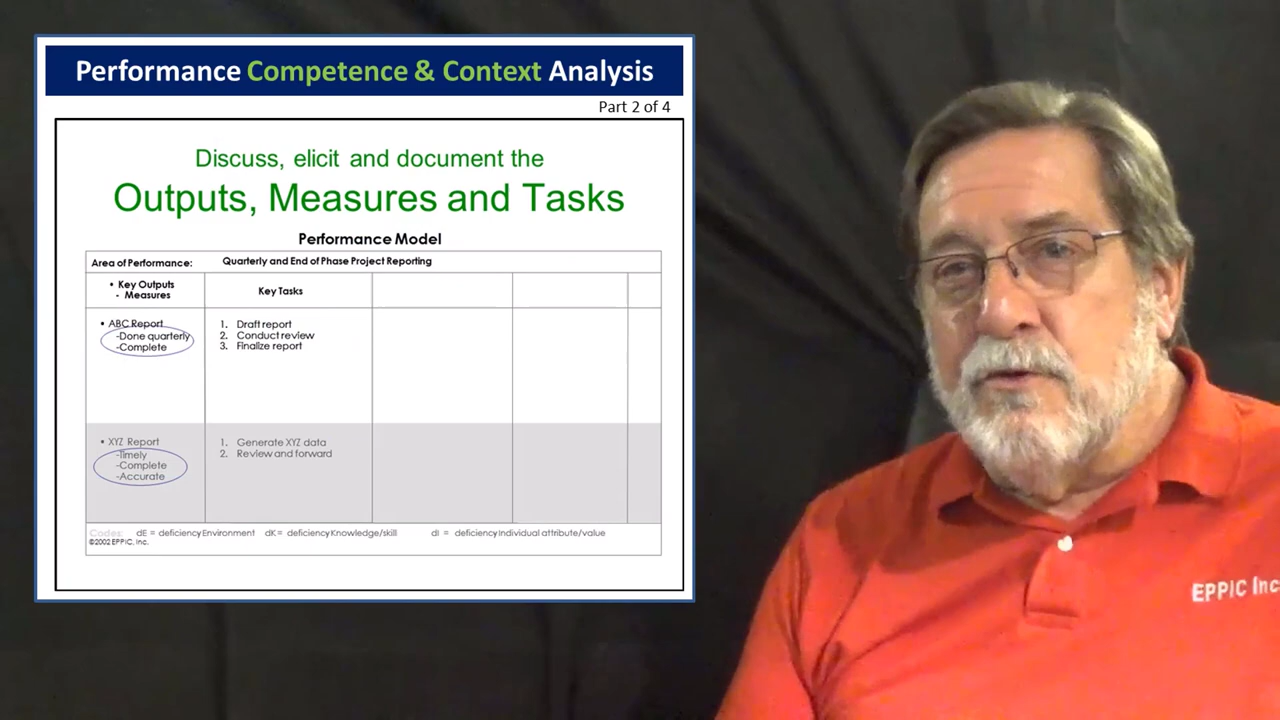 Performance Competence & Context Analysis
Part 2 of 4
Discuss, elicit and document the
Outputs, Measures and Tasks
Performance Model
Area of Performance: Quarterly and End of Phase Project Reporting
• Key Outputs
- Measures
Key Tasks
• ABC Report
-Done quarterly
-Complete
1. Draft report
2. Conduct review
3. Finalize report
• XYZ Report
-Timely
-Complete
-Accurate
1. Generate XYZ data
2. Review and forward
Codes: dE = deficiency Environment dK = deficiency Knowledge/skill dI = deficiency Individual attribute/value
©2002 EPPIC, Inc.
EPPIC Inc